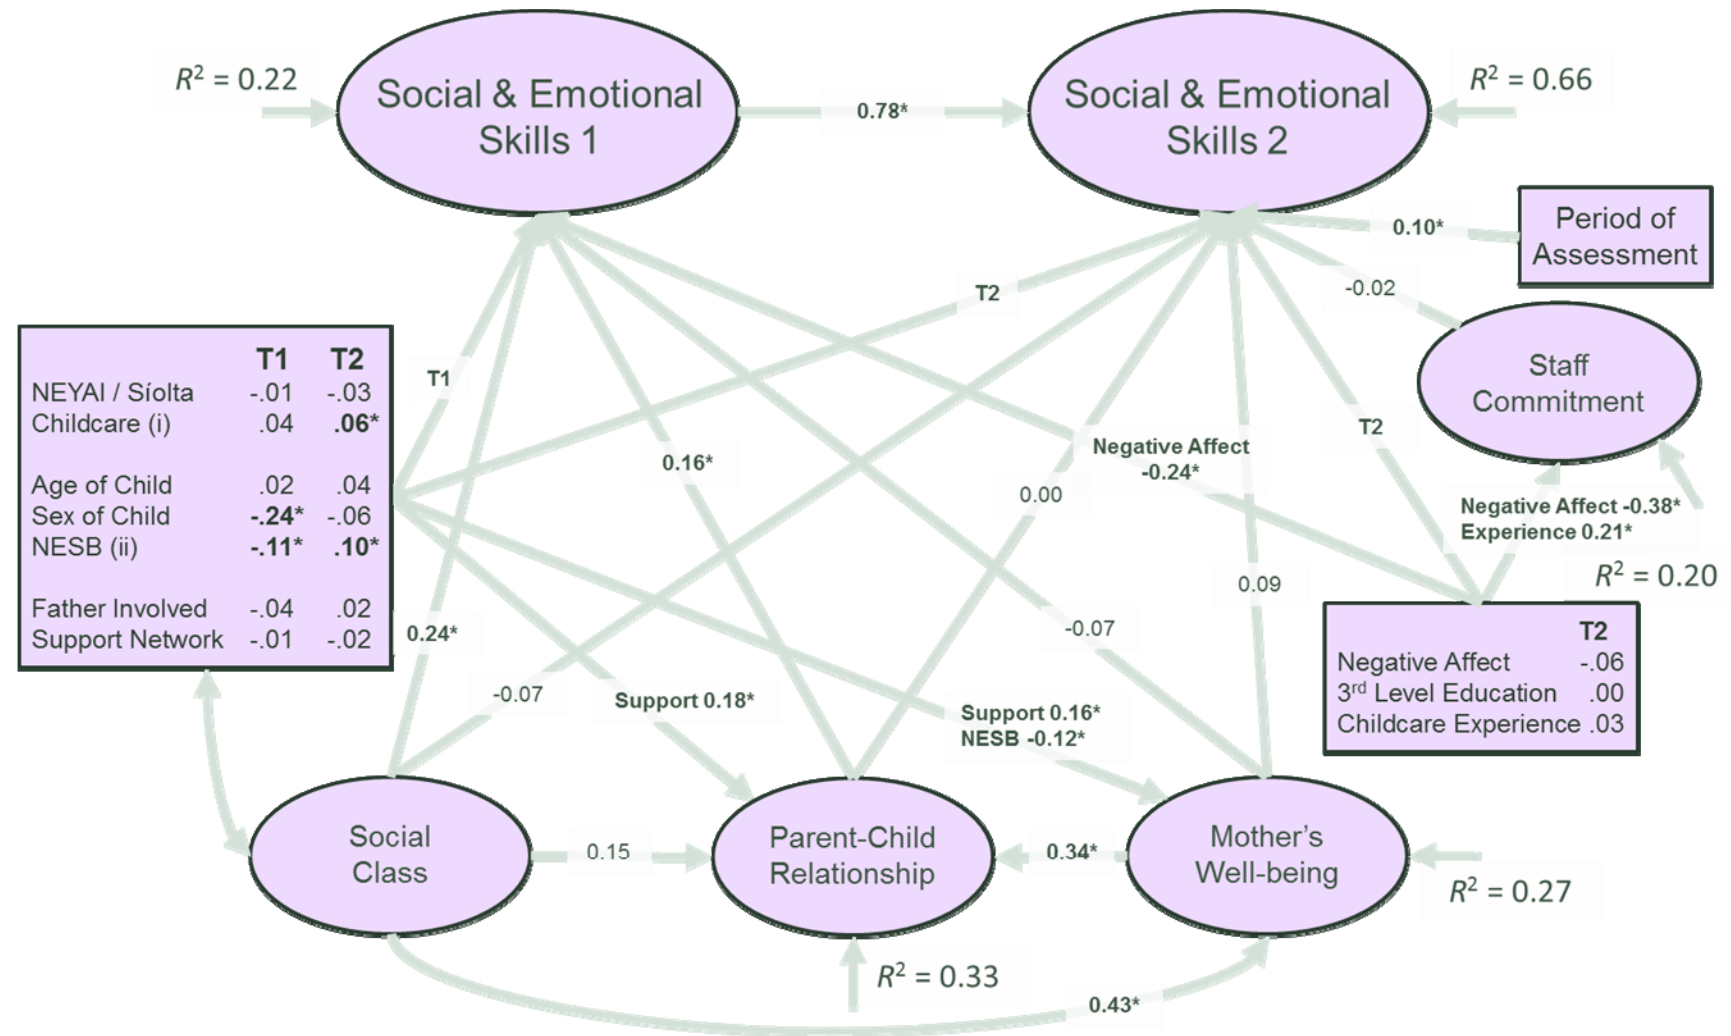 R² = 0.22
Social & Emotional
Skills 1
0.78*
Social & Emotional
Skills 2
R² = 0.66
Period of
Assessment
0.10*
-0.02
T2
Staff
Commitment
T1
T2
T1 T2
NEYAI / Síolta -.01 -.03
Childcare (i) .04 .06*
Age of Child .02 .04
Sex of Child -.24* -.06
NESB (ii) -.11* .10*
Father Involved -.04 .02
Support Network -.01 -.02
0.16*
Negative Affect
-0.24*
0.00
Negative Affect -0.38*
Experience 0.21*
R² = 0.20
0.09
-0.07
0.24*
T2
Negative Affect -.06
3rd Level Education .00
Childcare Experience .03
-0.07
Support 0.18*
Support 0.16*
NESB -0.12*
Social
Class
0.15
Parent-Child
Relationship
0.34*
Mother's
Well-being
R² = 0.27
R² = 0.33
0.43*